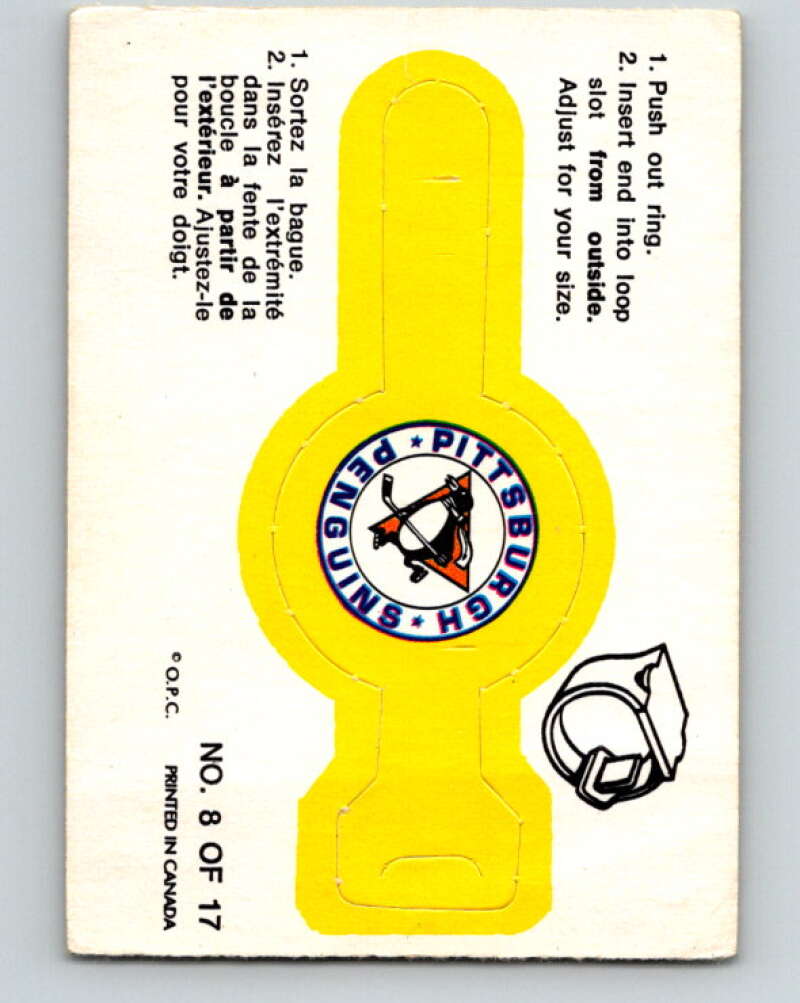 1. Push out ring.
2. Insert end into loop
slot from outside.
Adjust for your size.
1. Sortez la bague.
2. Insérez l'extrémité
dans la fente de la
boucle à partir de
l'extérieur. Ajustez-le
pour votre doigt.
★ PITTSBURGH ★
PENGUINS
NO. 8 OF 17
© O.P.C. PRINTED IN CANADA